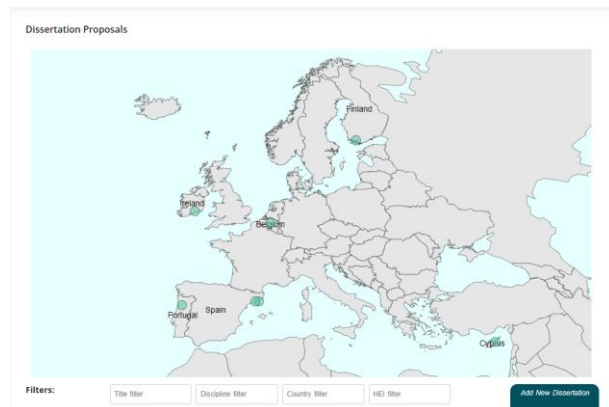 Dissertation Proposals
Finland
Ireland
Belgium
Portugal
Spain
Cyprus
Filters:
Title filter
Discipline filter
Country filter
HEI filter
Add New Dissertation